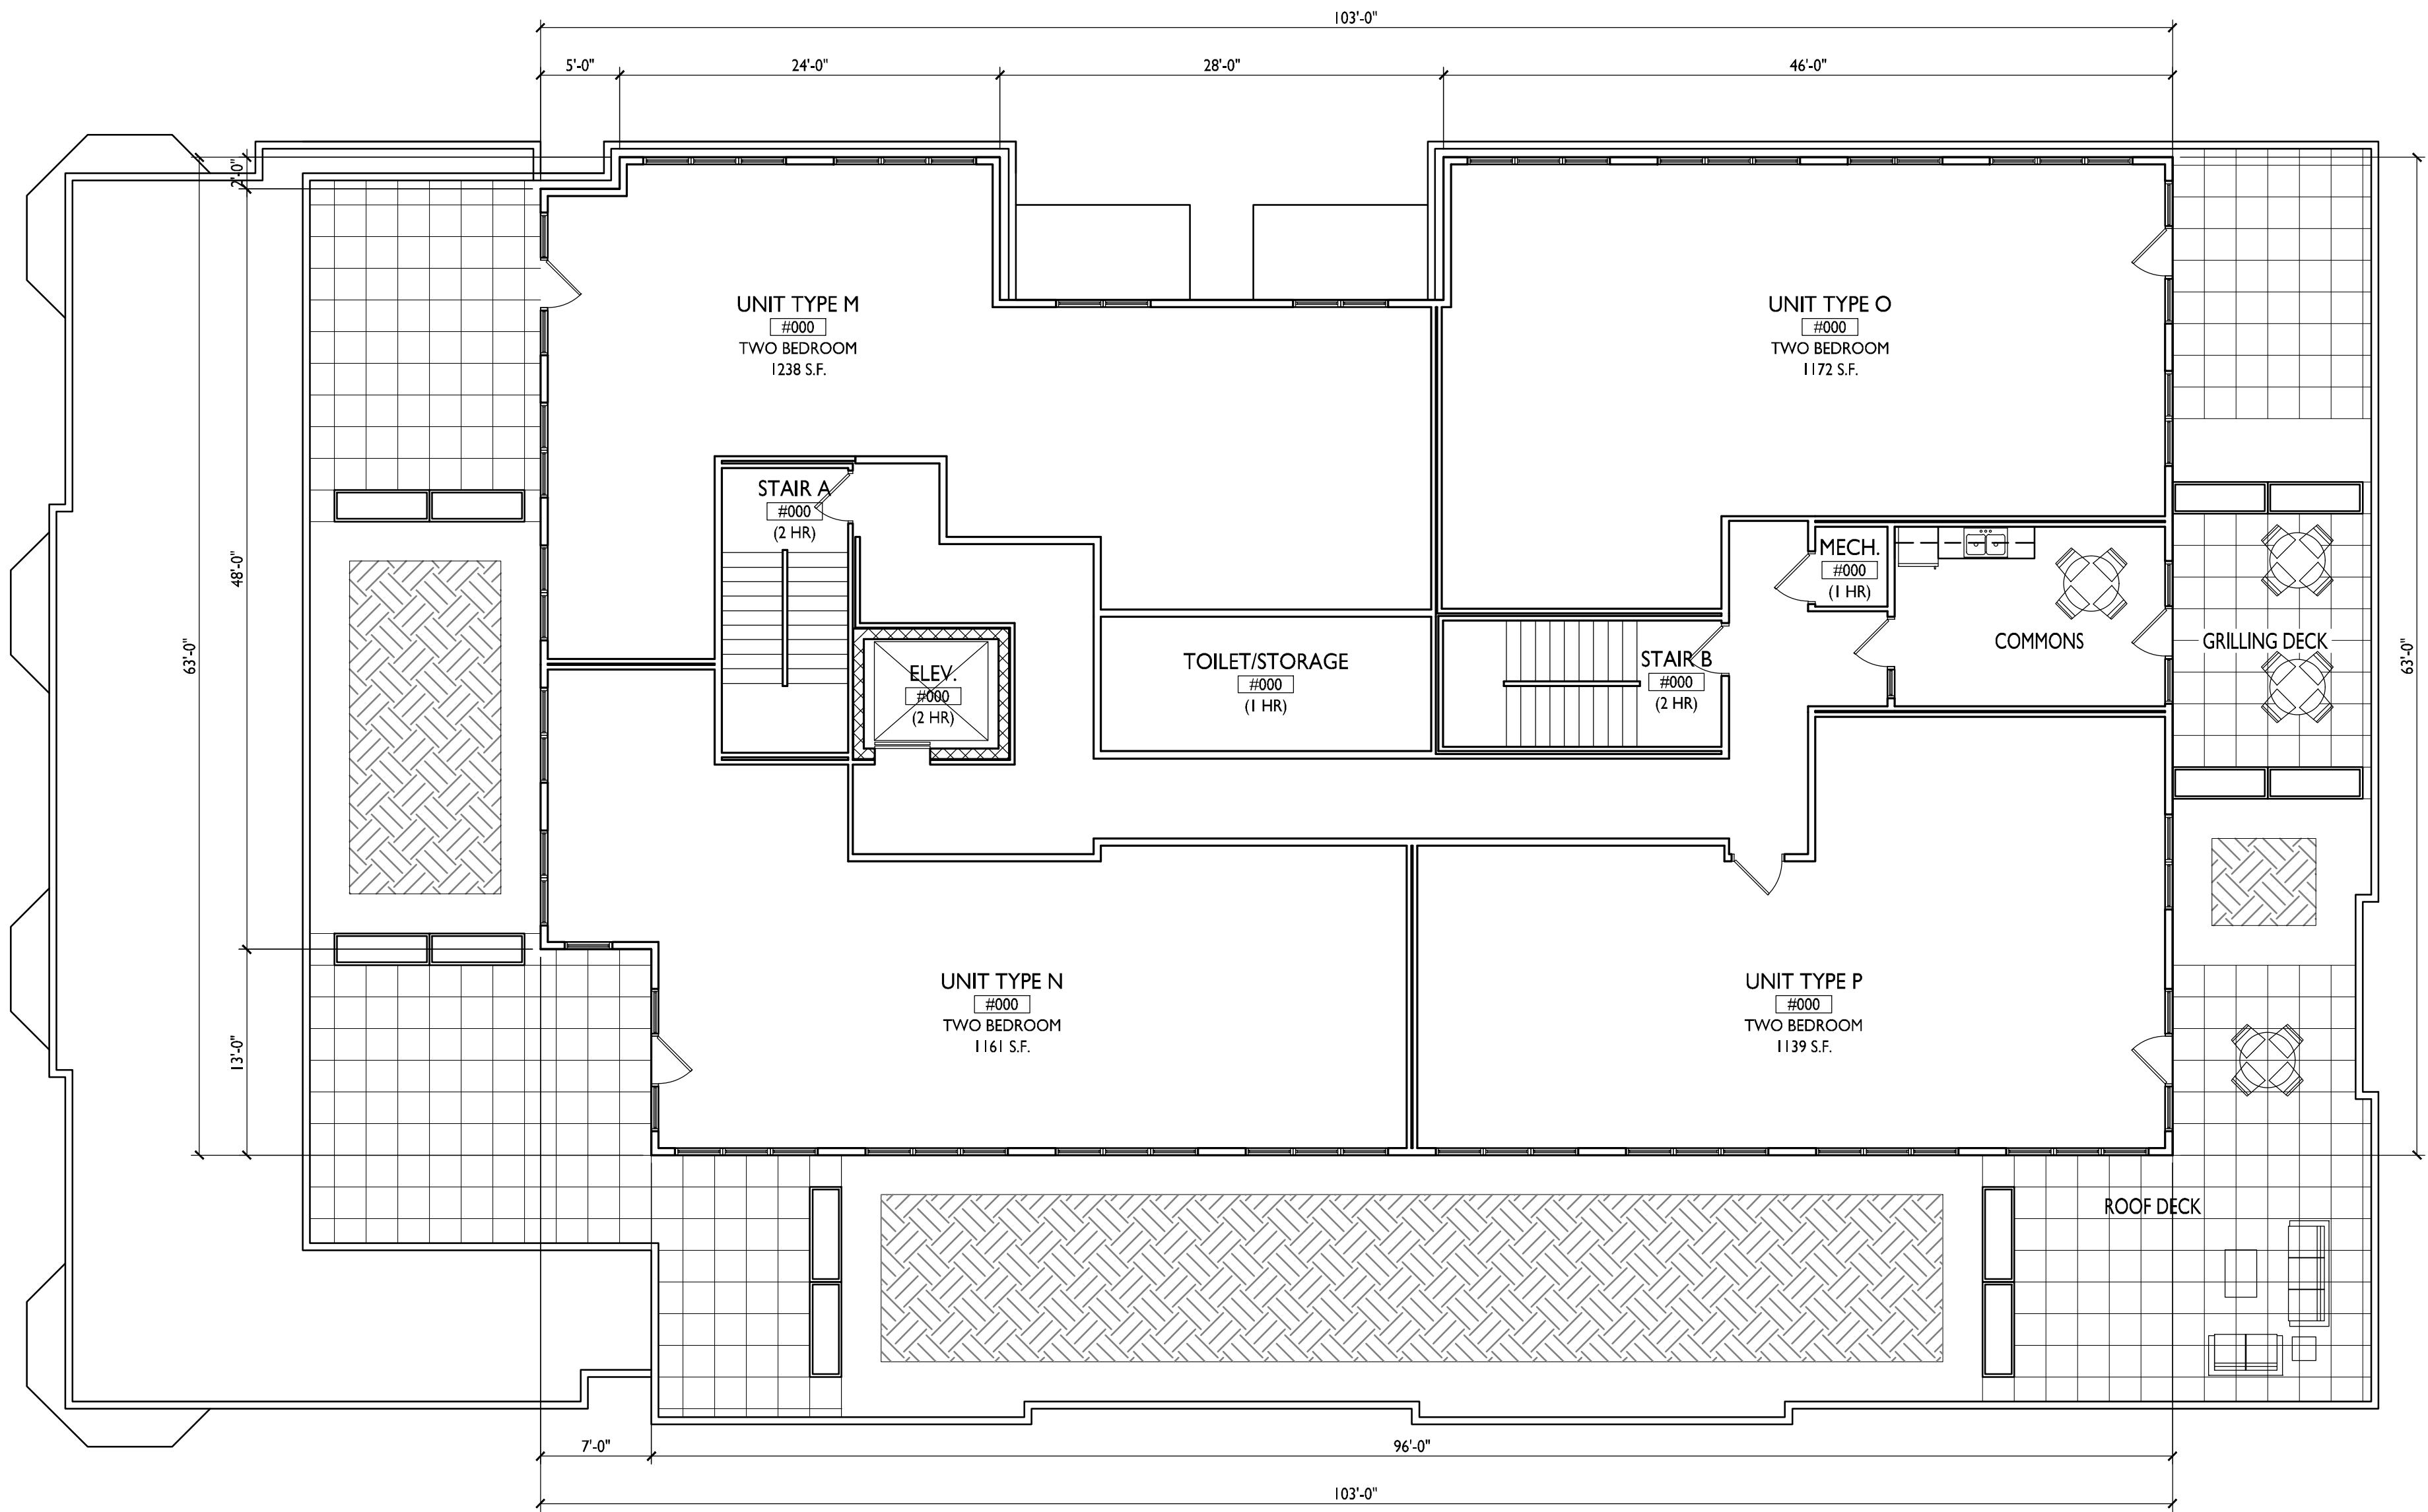 103'-0"
5'-0"
24'-0"
28'-0"
46'-0"
2'-0"
UNIT TYPE M
#000
TWO BEDROOM
1238 S.F.
UNIT TYPE O
#000
TWO BEDROOM
1172 S.F.
STAIR A
#000
(2 HR)
48'-0"
63'-0"
MECH.
#000
(1 HR)
COMMONS
GRILLING DECK
63'-0"
ELEV.
#000
(2 HR)
TOILET/STORAGE
#000
(1 HR)
STAIR B
#000
(2 HR)
UNIT TYPE N
#000
TWO BEDROOM
1161 S.F.
UNIT TYPE P
#000
TWO BEDROOM
1139 S.F.
13'-0"
ROOF DECK
7'-0"
96'-0"
103'-0"